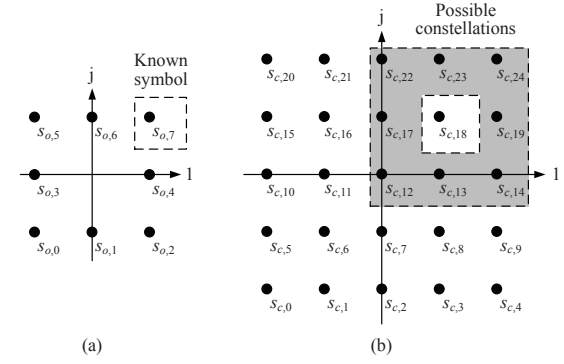 Possible
constellations
Known
symbol
j
j
s_{c,20} s_{c,21} s_{c,22} s_{c,23} s_{c,24}
s_{o,5} s_{o,6} s_{o,7}
s_{c,15} s_{c,16} s_{c,17} s_{c,18} s_{c,19}
1
1
s_{o,3} s_{o,4}
s_{c,10} s_{c,11} s_{c,12} s_{c,13} s_{c,14}
s_{o,0} s_{o,1} s_{o,2}
s_{c,5} s_{c,6} s_{c,7} s_{c,8} s_{c,9}
s_{c,0} s_{c,1} s_{c,2} s_{c,3} s_{c,4}
(a) (b)